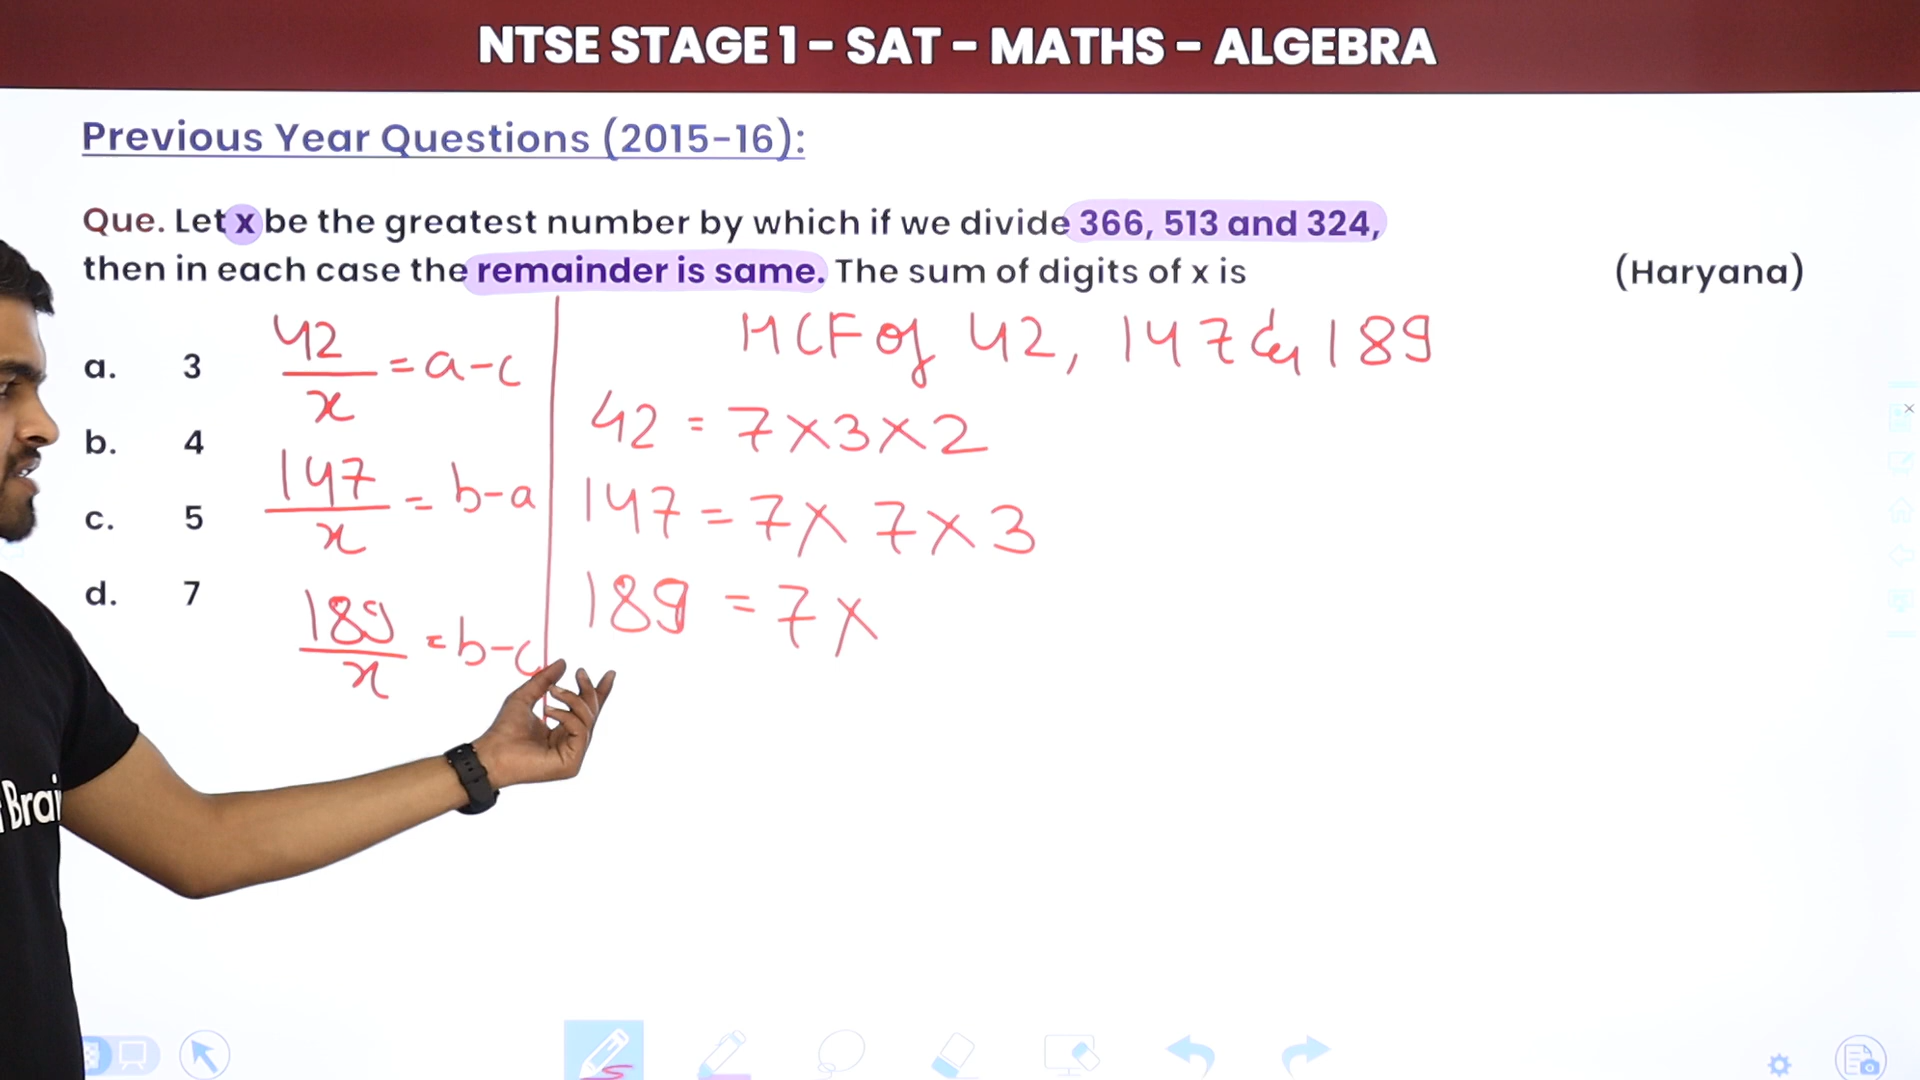 NTSE STAGE 1 – SAT – MATHS – ALGEBRA
Previous Year Questions (2015-16):
Que. Let x be the greatest number by which if we divide 366, 513 and 324,
then in each case the remainder is same. The sum of digits of x is (Haryana)
a. 3
b. 4
c. 5
d. 7
42/x = a-c
147/x = b-a
189/x = b-c
HCF of 42, 147 & 189
42 = 7×3×2
147 = 7×7×3
189 = 7×
Brai